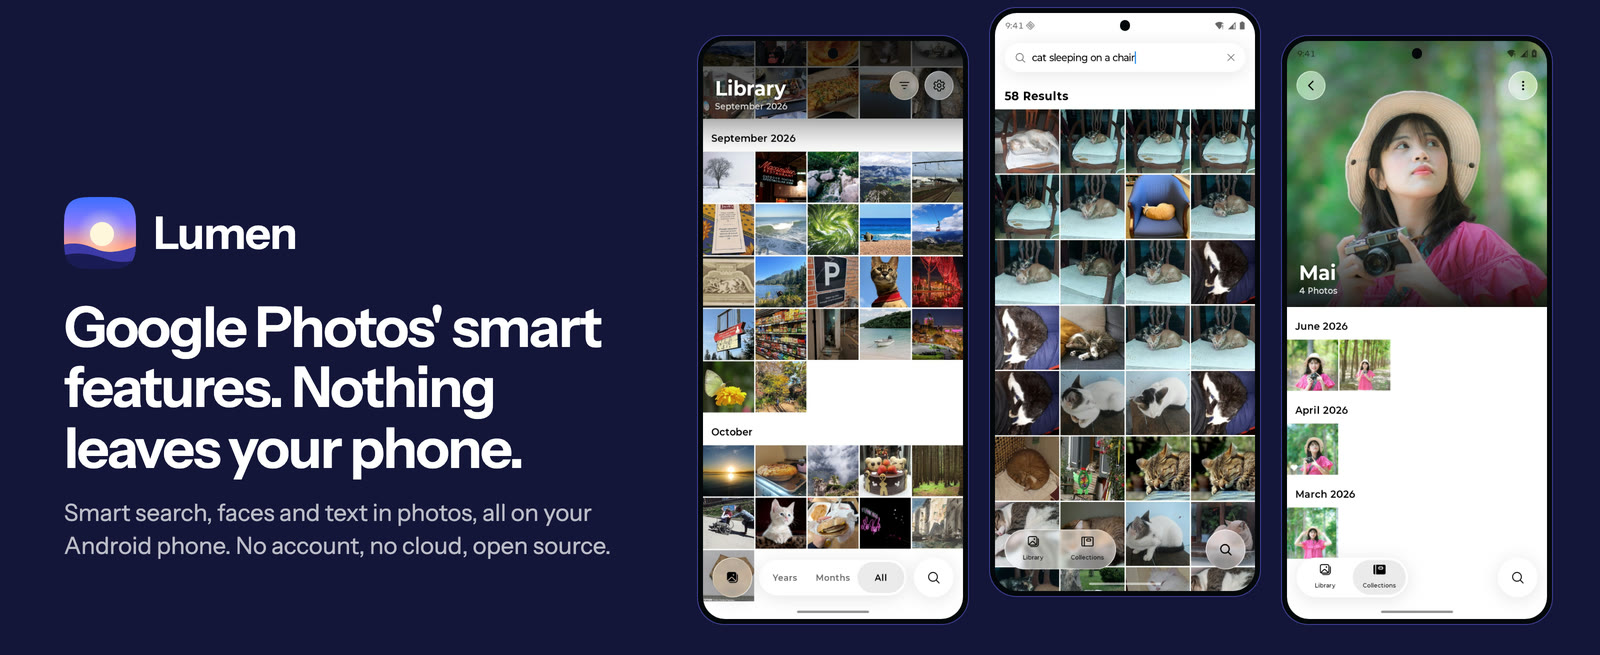 Lumen
Google Photos' smart
features. Nothing
leaves your phone.
Smart search, faces and text in photos, all on your
Android phone. No account, no cloud, open source.
Library
September 2026
September 2026
P
October
Years
Months
All
9:41
cat sleeping on a chair
58 Results
Library
Collections
9:41
Mai
4 Photos
June 2026
April 2026
March 2026
Library
Collections